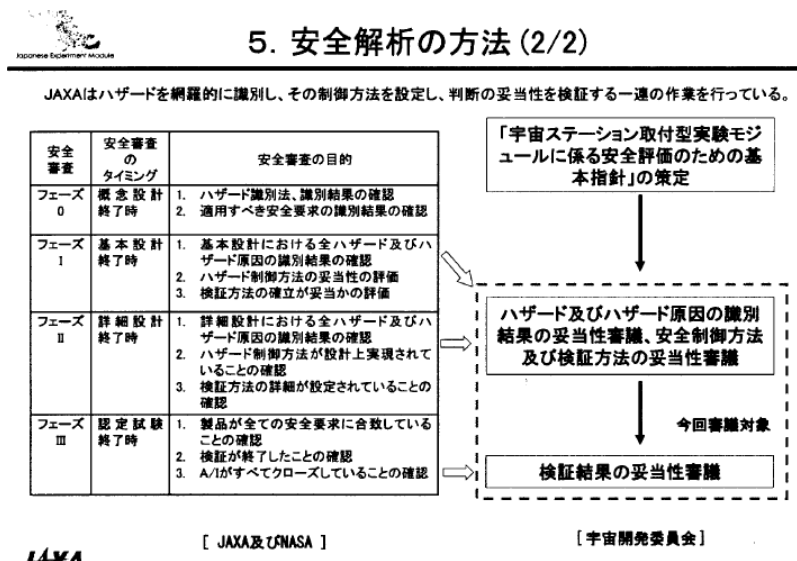 Japanese Experiment Module
5. 安全解析の方法(2/2)
JAXAはハザードを網羅的に識別し、その制御方法を設定し、判断の妥当性を検証する一連の作業を行っている。
安全
審査
安全審査
の
タイミング
安全審査の目的
フェーズ
0
概念設計
終了時
1. ハザード識別法、識別結果の確認
2. 適用すべき安全要求の識別結果の確認
フェーズ
I
基本設計
終了時
1. 基本設計における全ハザード及びハ
ザード原因の識別結果の確認
2. ハザード制御方法の妥当性の評価
3. 検証方法の確立が妥当かの評価
フェーズ
II
詳細設計
終了時
1. 詳細設計における全ハザード及びハ
ザード原因の識別結果の確認
2. ハザード制御方法が設計上実現されて
いることの確認
3. 検証方法の詳細が設定されていることの
確認
フェーズ
III
認定試験
終了時
1. 製品が全ての安全要求に合致している
ことの確認
2. 検証が終了したことの確認
3. A/Iがすべてクローズしていることの確認
[ JAXA及びNASA ]
「宇宙ステーション取付型実験モジ
ュールに係る安全評価のための基
本指針」の策定
ハザード及びハザード原因の識別
結果の妥当性審議、安全制御方法
及び検証方法の妥当性審議
今回審議対象
検証結果の妥当性審議
[宇宙開発委員会]
JAXA